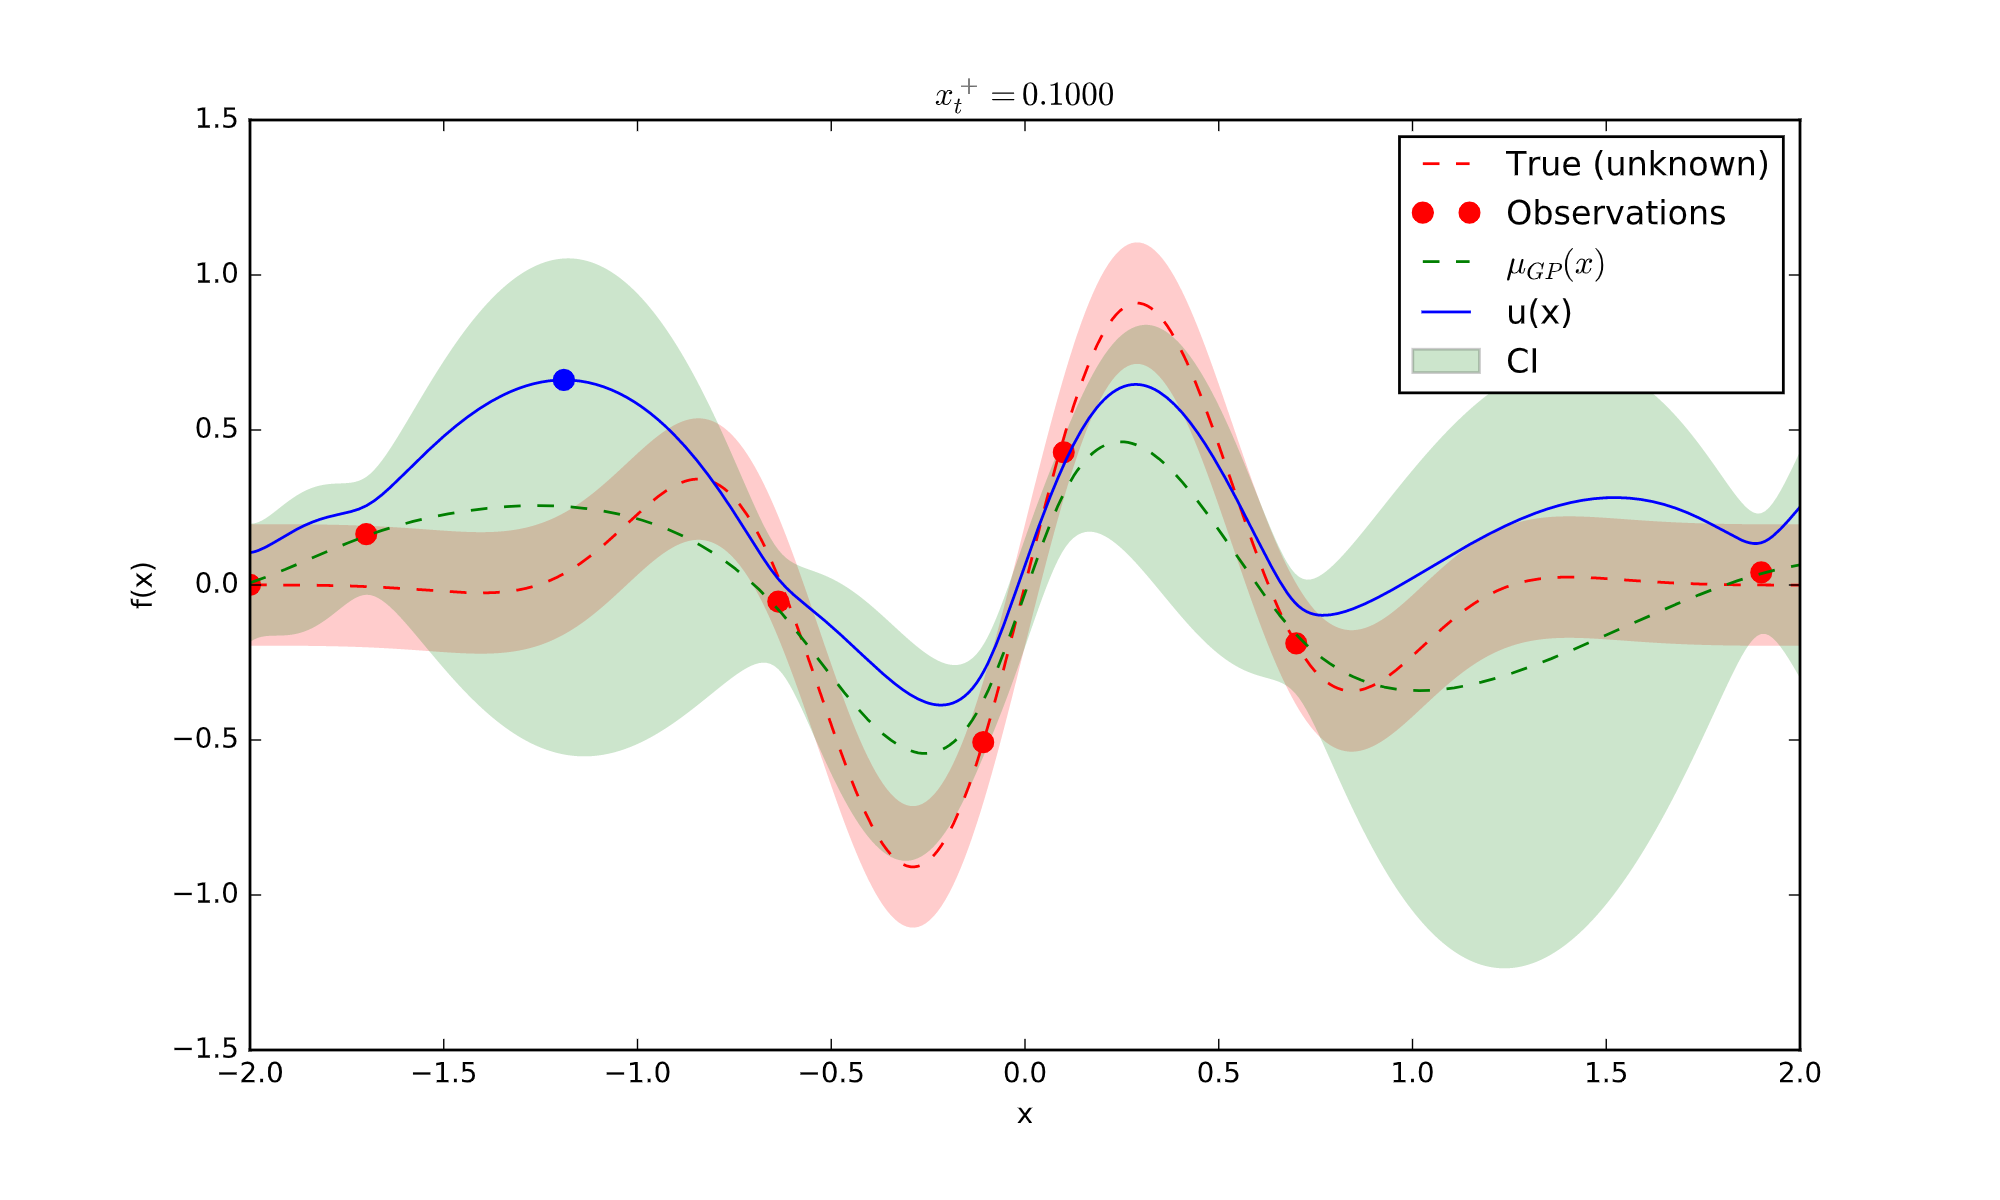 x_t^+ = 0.1000
1.5
1.0
0.5
0.0
−0.5
−1.0
−1.5
f(x)
True (unknown)
Observations
μ_GP(x)
u(x)
CI
−2.0 −1.5 −1.0 −0.5 0.0 0.5 1.0 1.5 2.0
x